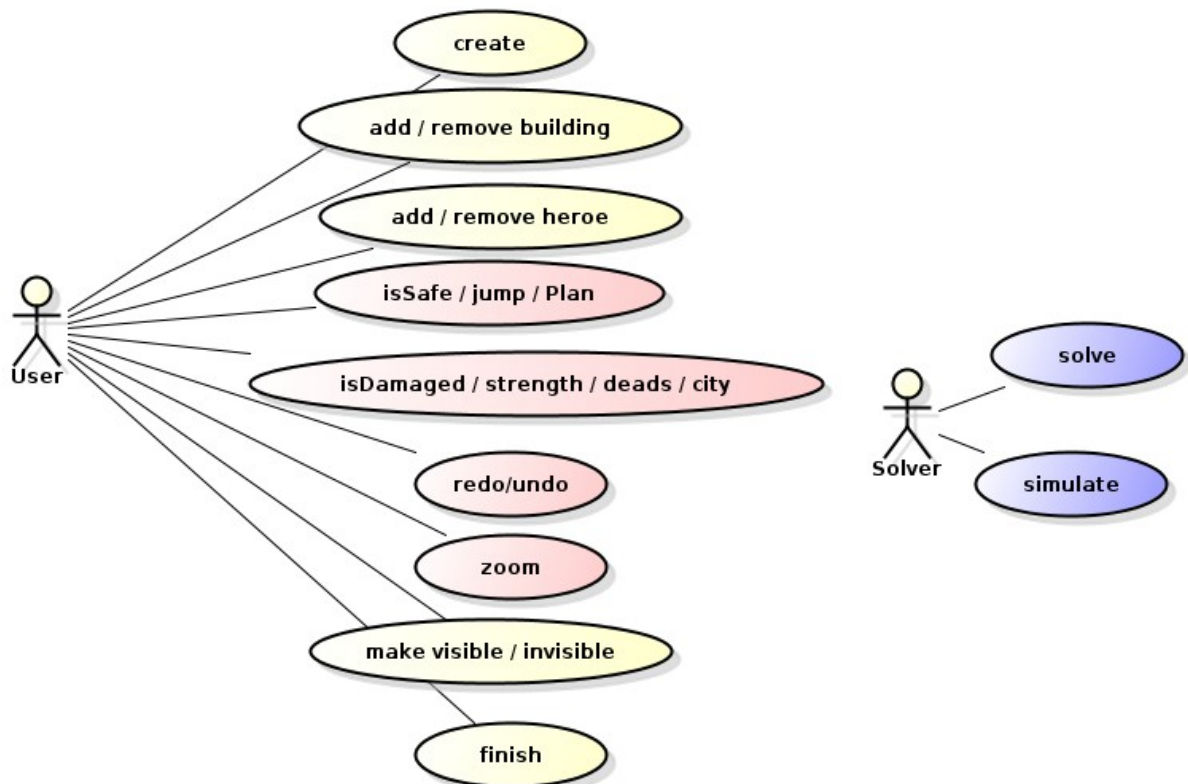 create
add / remove building
add / remove heroe
isSafe / jump / Plan
User
isDamaged / strength / deads / city
redo/undo
zoom
make visible / invisible
finish
solve
Solver
simulate